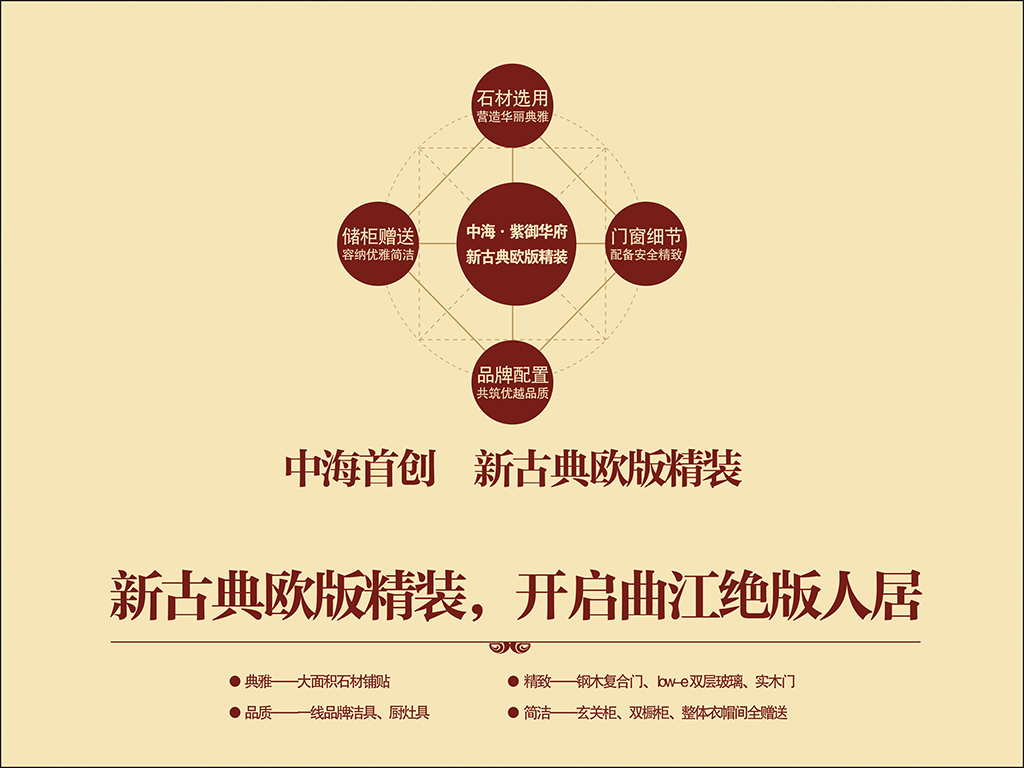 石材选用
营造华丽典雅
储柜赠送
容纳优雅简洁
中海·紫御华府
新古典欧版精装
门窗细节
配备安全精致
品牌配置
共筑优越品质
中海首创 新古典欧版精装
新古典欧版精装，开启曲江绝版人居
● 典雅——大面积石材铺贴
● 精致——钢木复合门、low-e双层玻璃、实木门
● 品质——一线品牌洁具、厨灶具
● 简洁——玄关柜、双橱柜、整体衣帽间全赠送